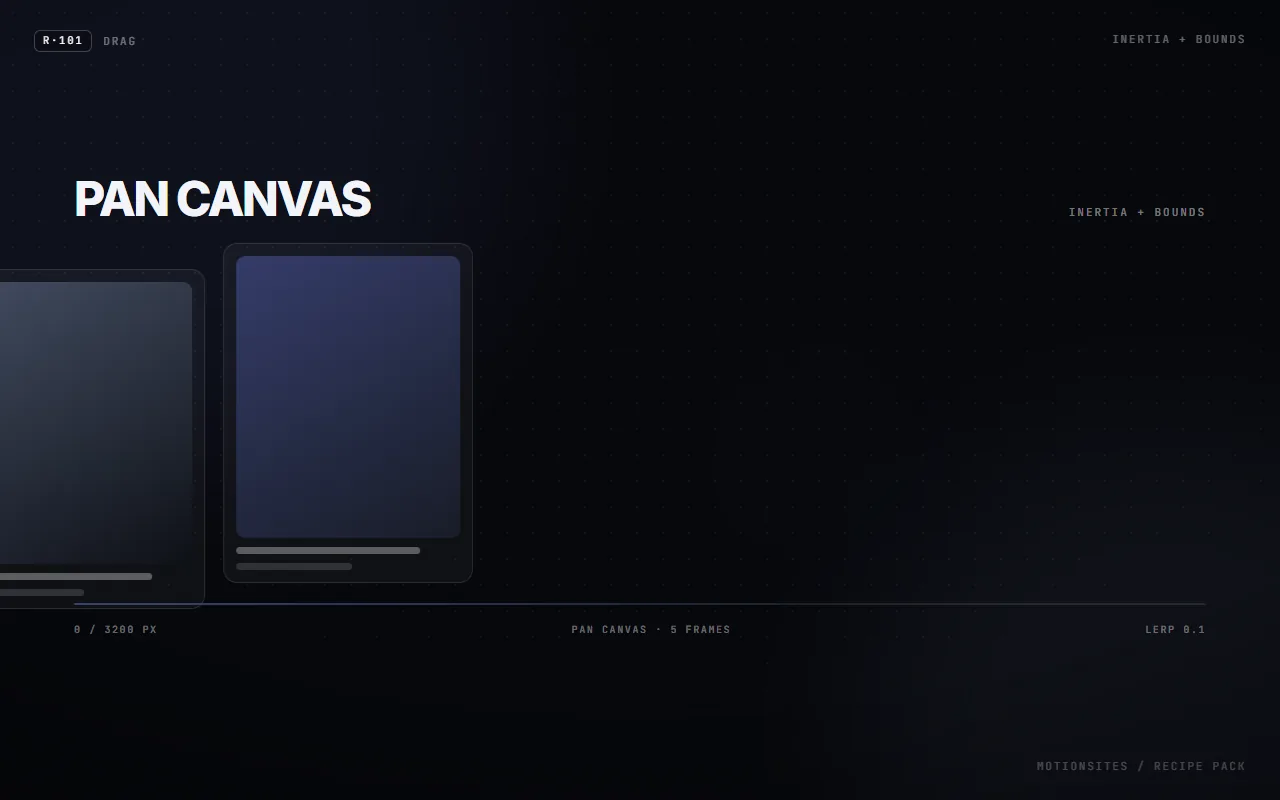 R·101 DRAG
INERTIA + BOUNDS
PAN CANVAS
INERTIA + BOUNDS
0 / 3200 PX
PAN CANVAS · 5 FRAMES
LERP 0.1
MOTIONSITES / RECIPE PACK